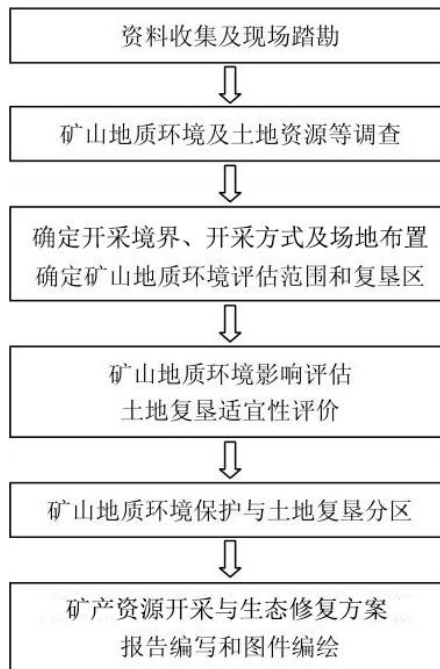 资料收集及现场踏勘
矿山地质环境及土地资源等调查
确定开采境界、开采方式及场地布置
确定矿山地质环境评估范围和复垦区
矿山地质环境影响评估
土地复垦适宜性评价
矿山地质环境保护与土地复垦分区
矿产资源开采与生态修复方案
报告编写和图件编绘